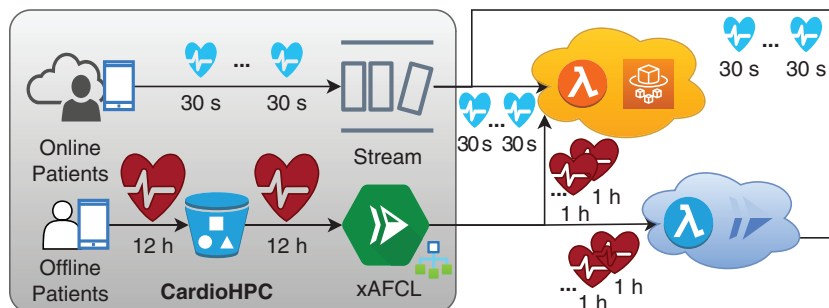 ...
30 s 30 s
Online
Patients
Stream
...
30 s 30 s
λ
...
30 s 30 s
12 h 12 h
Offline
Patients
CardioHPC
xAFCL
... 1 h
1 h
λ
... 1 h
1 h